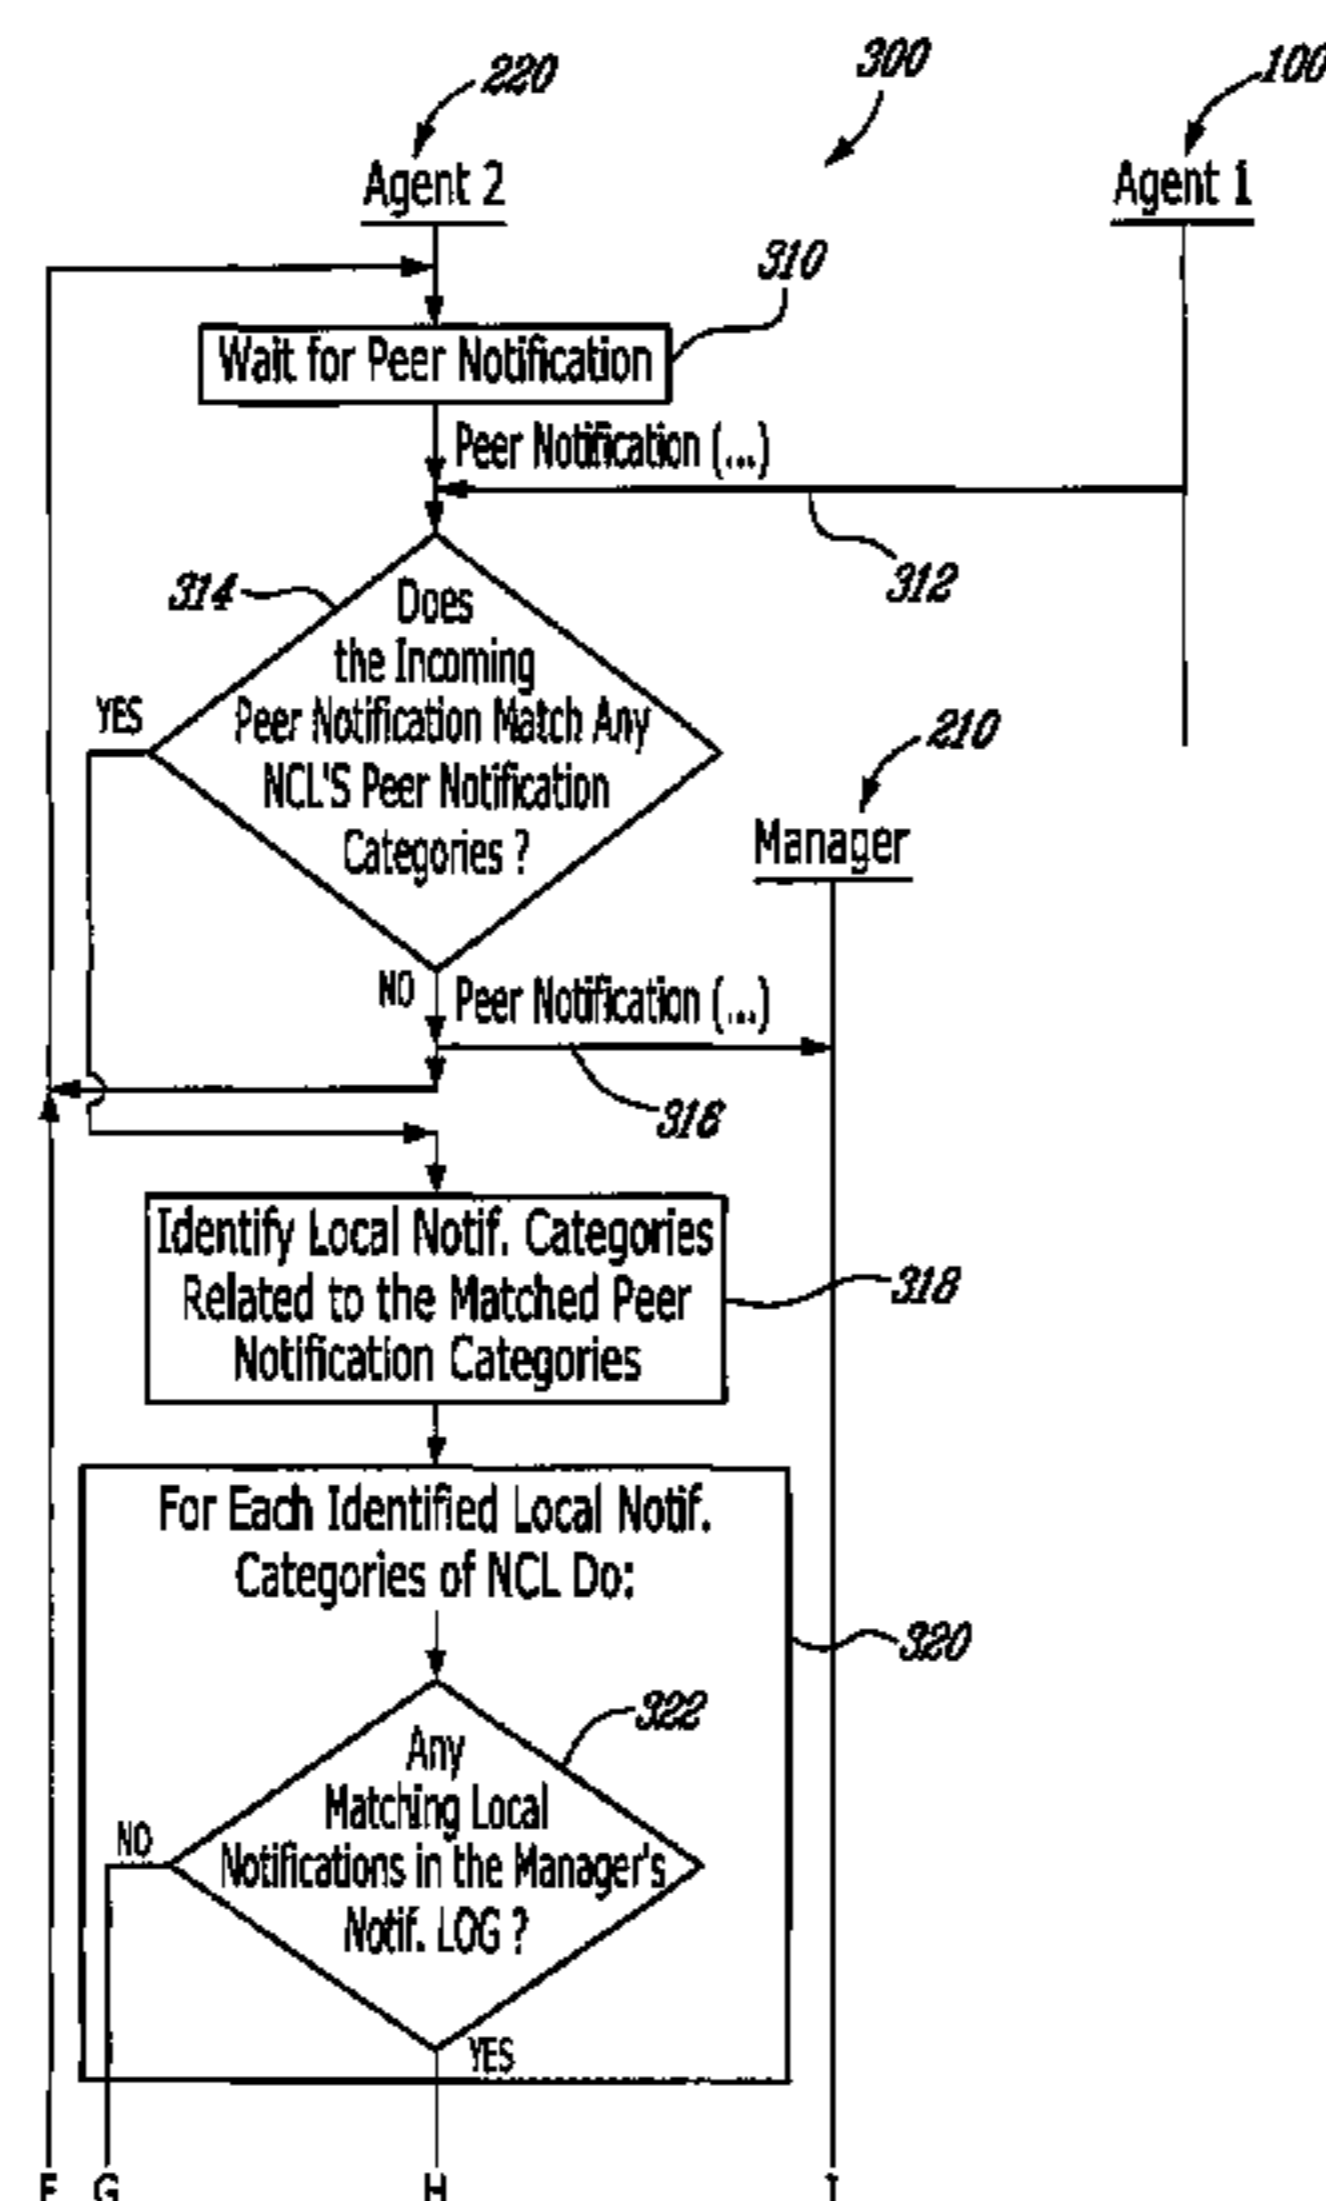 220
300
100
Agent 2
Agent 1
310
Wait for Peer Notification
Peer Notification (...)
312
314
Does
the Incoming
Peer Notification Match Any
NCL'S Peer Notification
Categories ?
YES
210
Manager
NO
Peer Notification (...)
316
Identify Local Notif. Categories
Related to the Matched Peer
Notification Categories
318
For Each Identified Local Notif.
Categories of NCL Do:
320
322
Any
Matching Local
Notifications in the Manager's
Notif. LOG ?
NO
YES
G
H